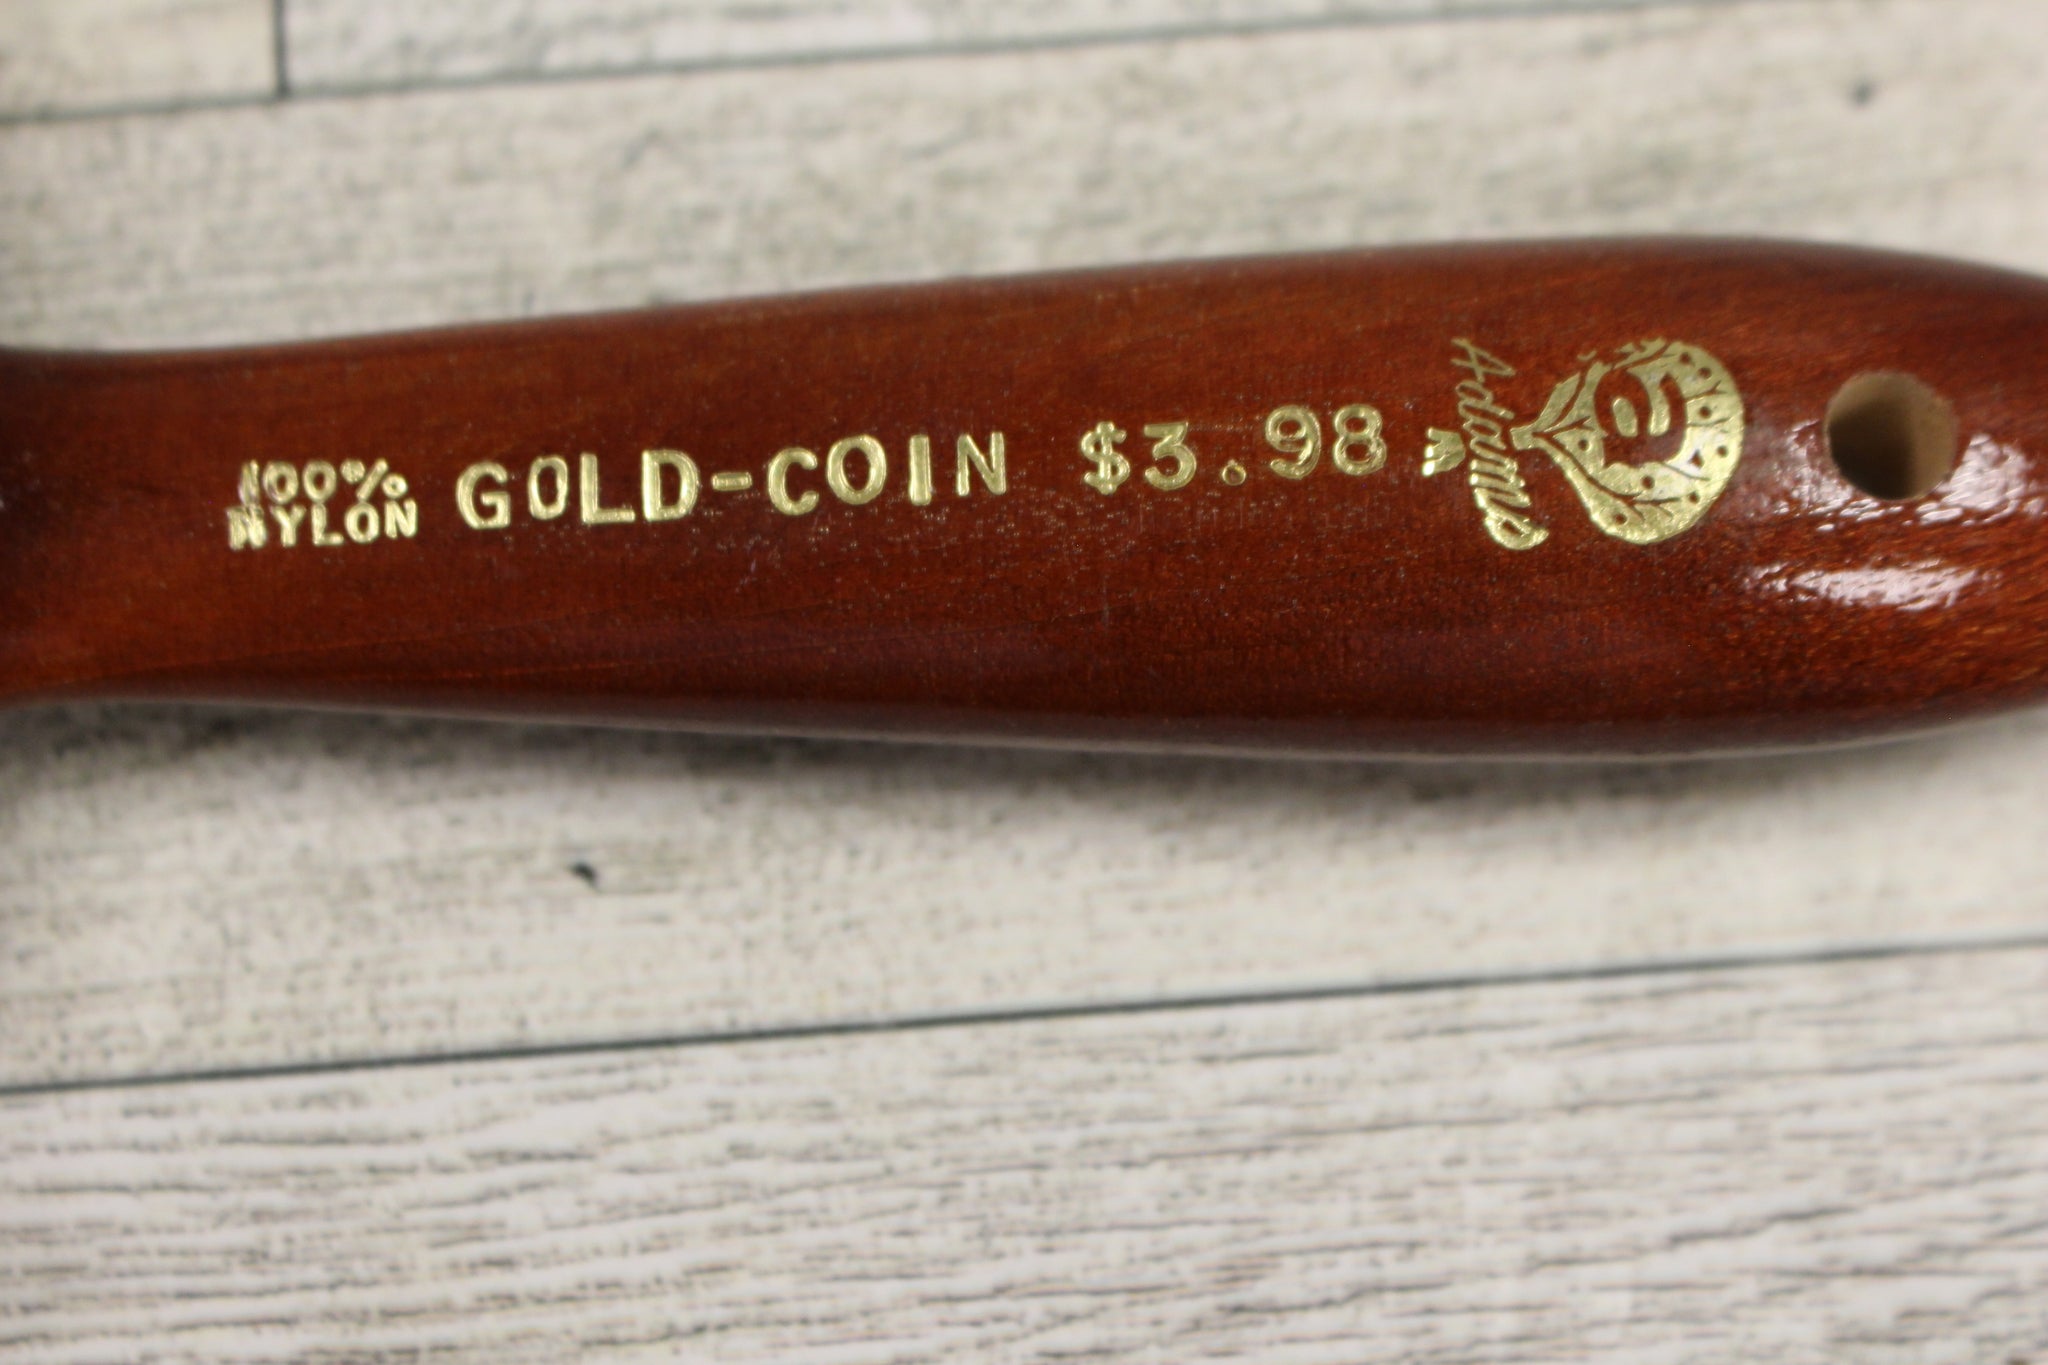 100%
NYLON
GOLD-COIN $3.98
Adams